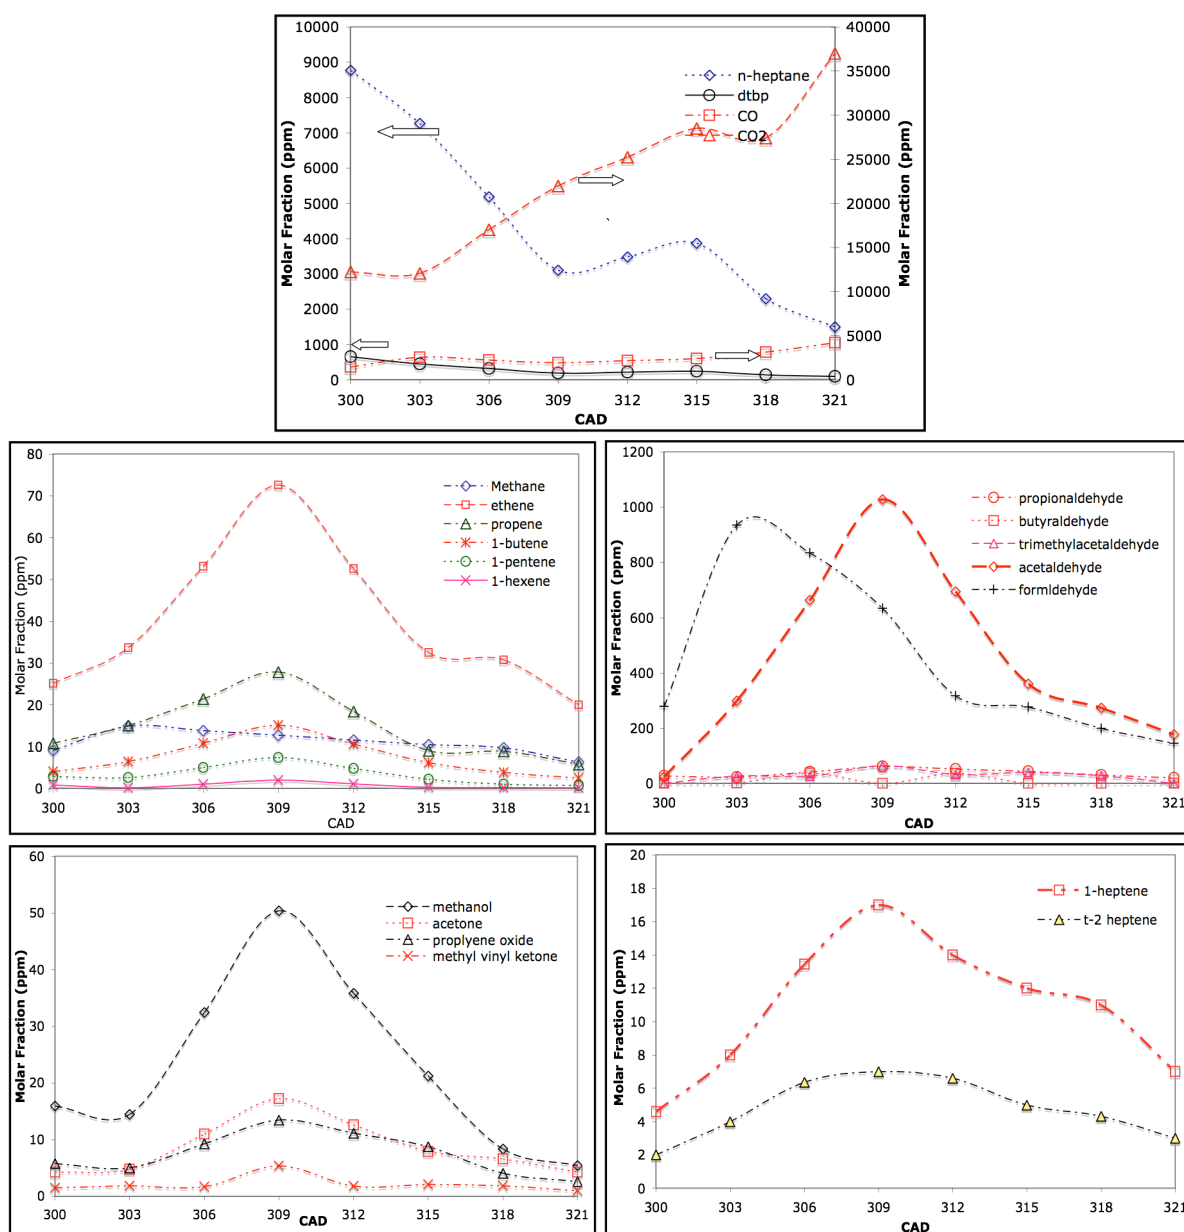 10000
9000
8000
7000
6000
5000
4000
3000
2000
1000
0
Molar Fraction (ppm)
40000
35000
30000
25000
20000
15000
10000
5000
0
Molar Fraction (ppm)
n-heptane
dtbp
CO
CO2
300 303 306 309 312 315 318 321
CAD
80
70
60
50
40
30
20
10
0
Molar Fraction (ppm)
Methane
ethene
propene
1-butene
1-pentene
1-hexene
300 303 306 309 312 315 318 321
CAD
1200
1000
800
600
400
200
0
Molar Fraction (ppm)
propionaldehyde
butyraldehyde
trimethylacetaldehyde
acetaldehyde
formldehyde
300 303 306 309 312 315 318 321
CAD
60
50
40
30
20
10
0
Molar Fraction (ppm)
methanol
acetone
proplyene oxide
methyl vinyl ketone
300 303 306 309 312 315 318 321
CAD
20
18
16
14
12
10
8
6
4
2
0
Molar Fraction (ppm)
1-heptene
t-2 heptene
300 303 306 309 312 315 318 321
CAD